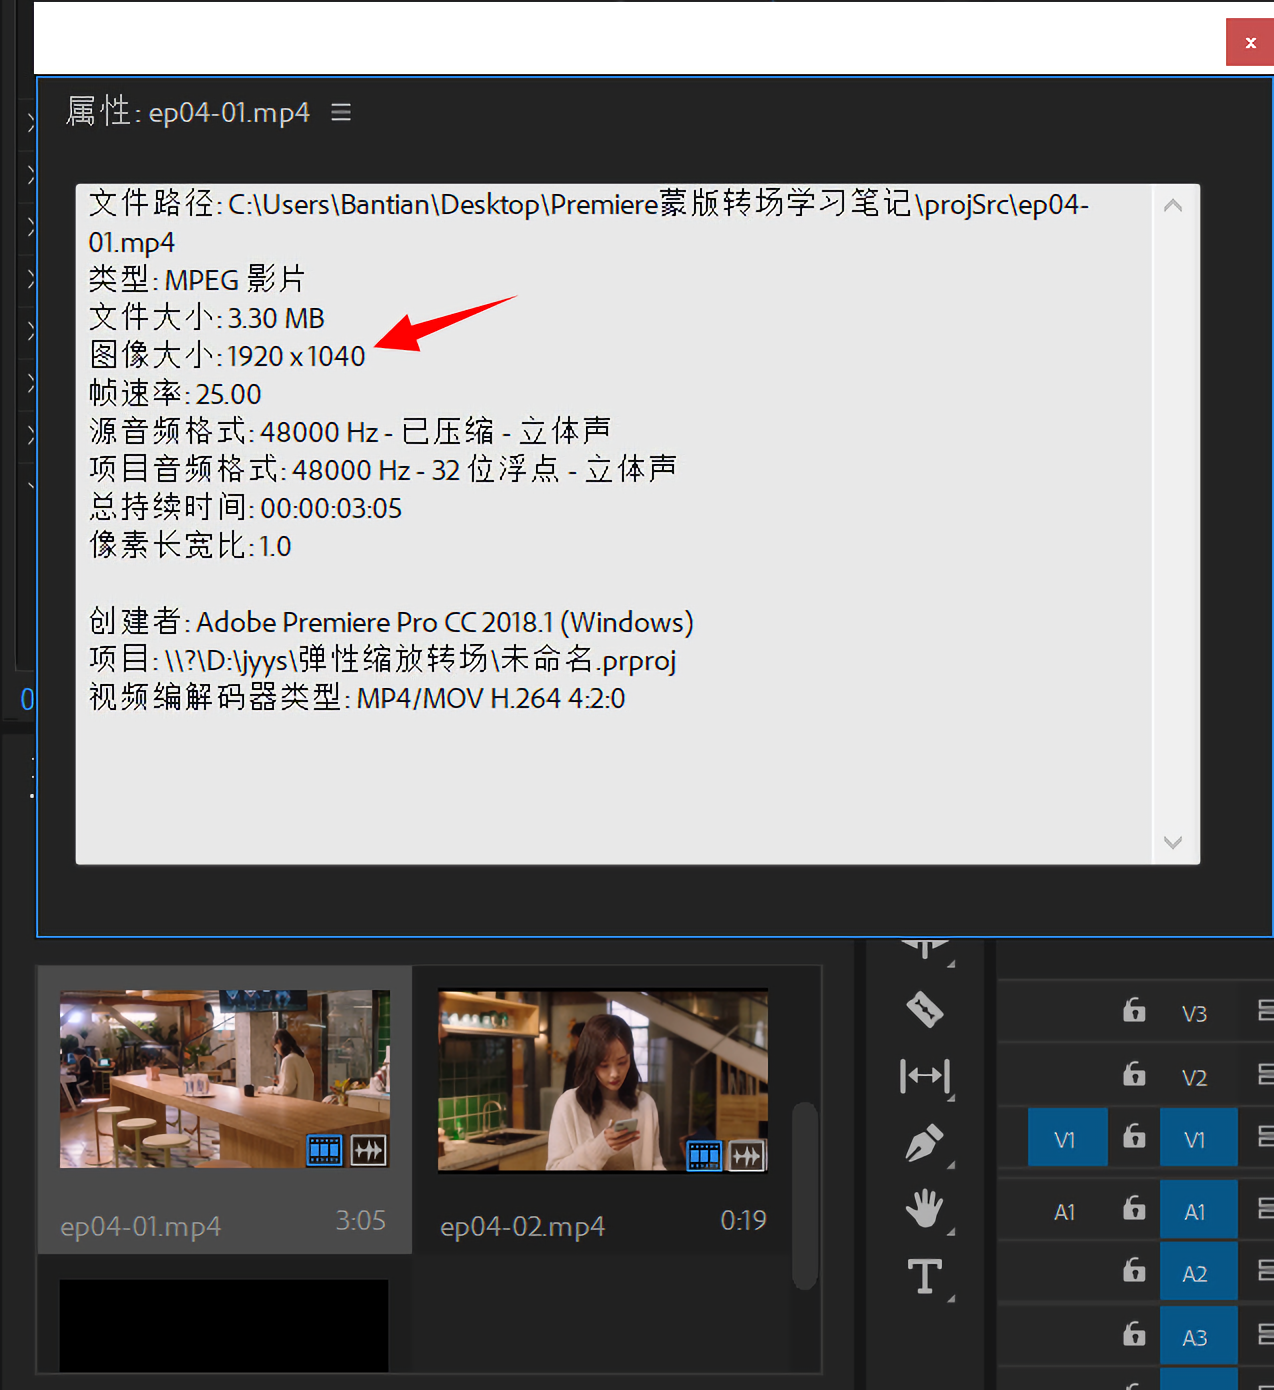 x
属性: ep04-01.mp4
文件路径: C:\Users\Bantian\Desktop\Premiere蒙版转场学习笔记\projSrc\ep04-
01.mp4
类型: MPEG 影片
文件大小: 3.30 MB
图像大小: 1920 x 1040
帧速率: 25.00
源音频格式: 48000 Hz - 已压缩 - 立体声
项目音频格式: 48000 Hz - 32 位浮点 - 立体声
总持续时间: 00:00:03:05
像素长宽比: 1.0
创建者: Adobe Premiere Pro CC 2018.1 (Windows)
项目: \\?\D:\jyys\弹性缩放转场\未命名.prproj
视频编解码器类型: MP4/MOV H.264 4:2:0
0
ep04-01.mp4 3:05
ep04-02.mp4 0:19
V3
V2
V1 V1
A1 A1
A2
A3